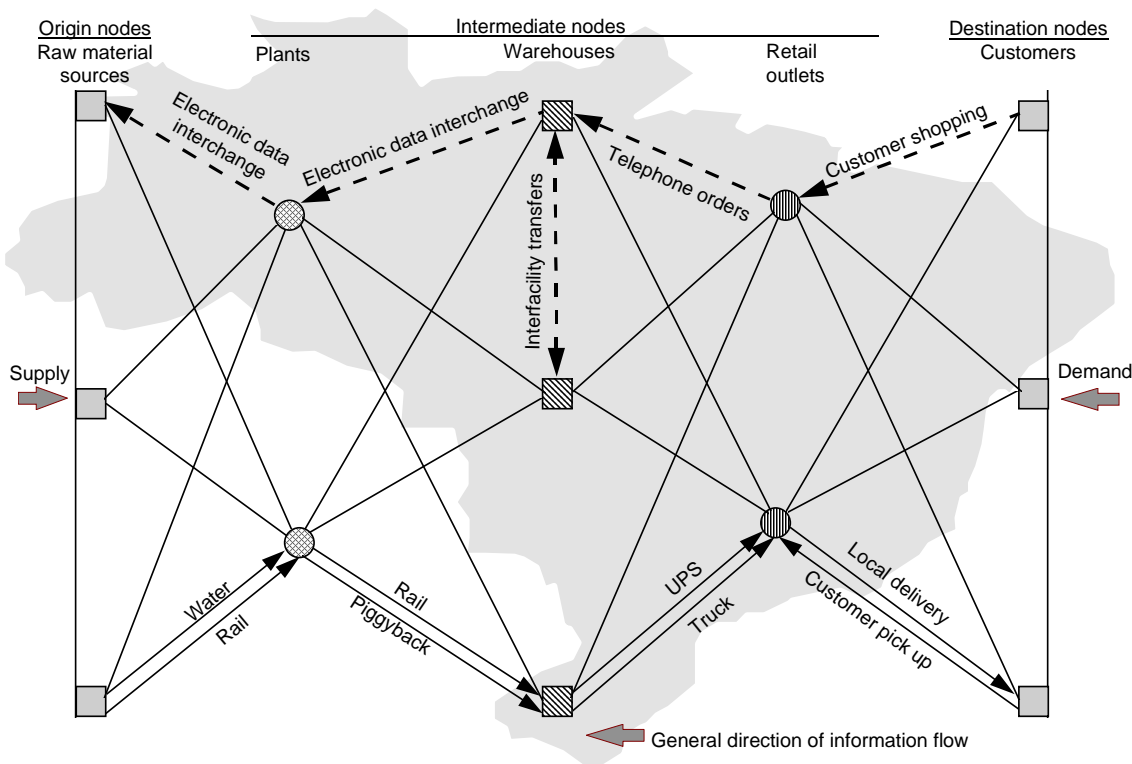 Origin nodes
Raw material
sources
Intermediate nodes
Plants
Warehouses
Retail
outlets
Destination nodes
Customers
Electronic data
interchange
Electronic data interchange
Telephone orders
Customer shopping
Interfacility transfers
Supply
Demand
Water
Rail
Rail
Piggyback
UPS
Truck
Local delivery
Customer pick up
General direction of information flow